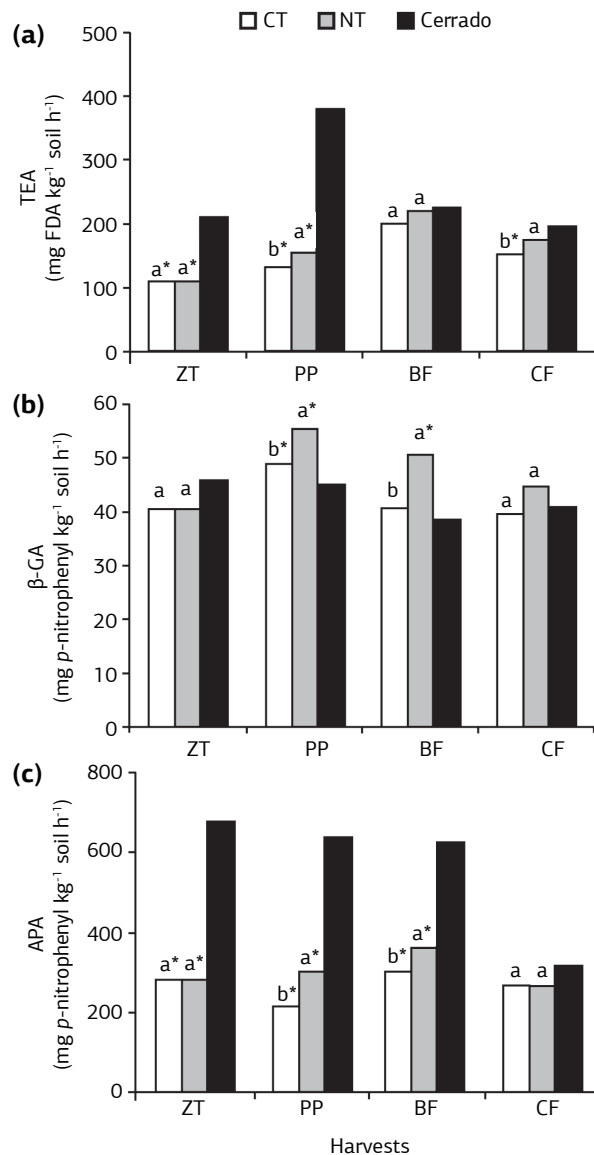 (a)
CT NT Cerrado
500
400
300
200
100
0
TEA
(mg FDA kg⁻¹ soil h⁻¹)
a* a* b* a* a a b* a
ZT PP BF CF
(b)
60
50
40
30
20
10
0
β-GA
(mg p-nitrophenyl kg⁻¹ soil h⁻¹)
a a b* a* b a* a a
ZT PP BF CF
(c)
800
600
400
200
0
APA
(mg p-nitrophenyl kg⁻¹ soil h⁻¹)
a* a* b* a* b* a* a a
ZT PP BF CF
Harvests